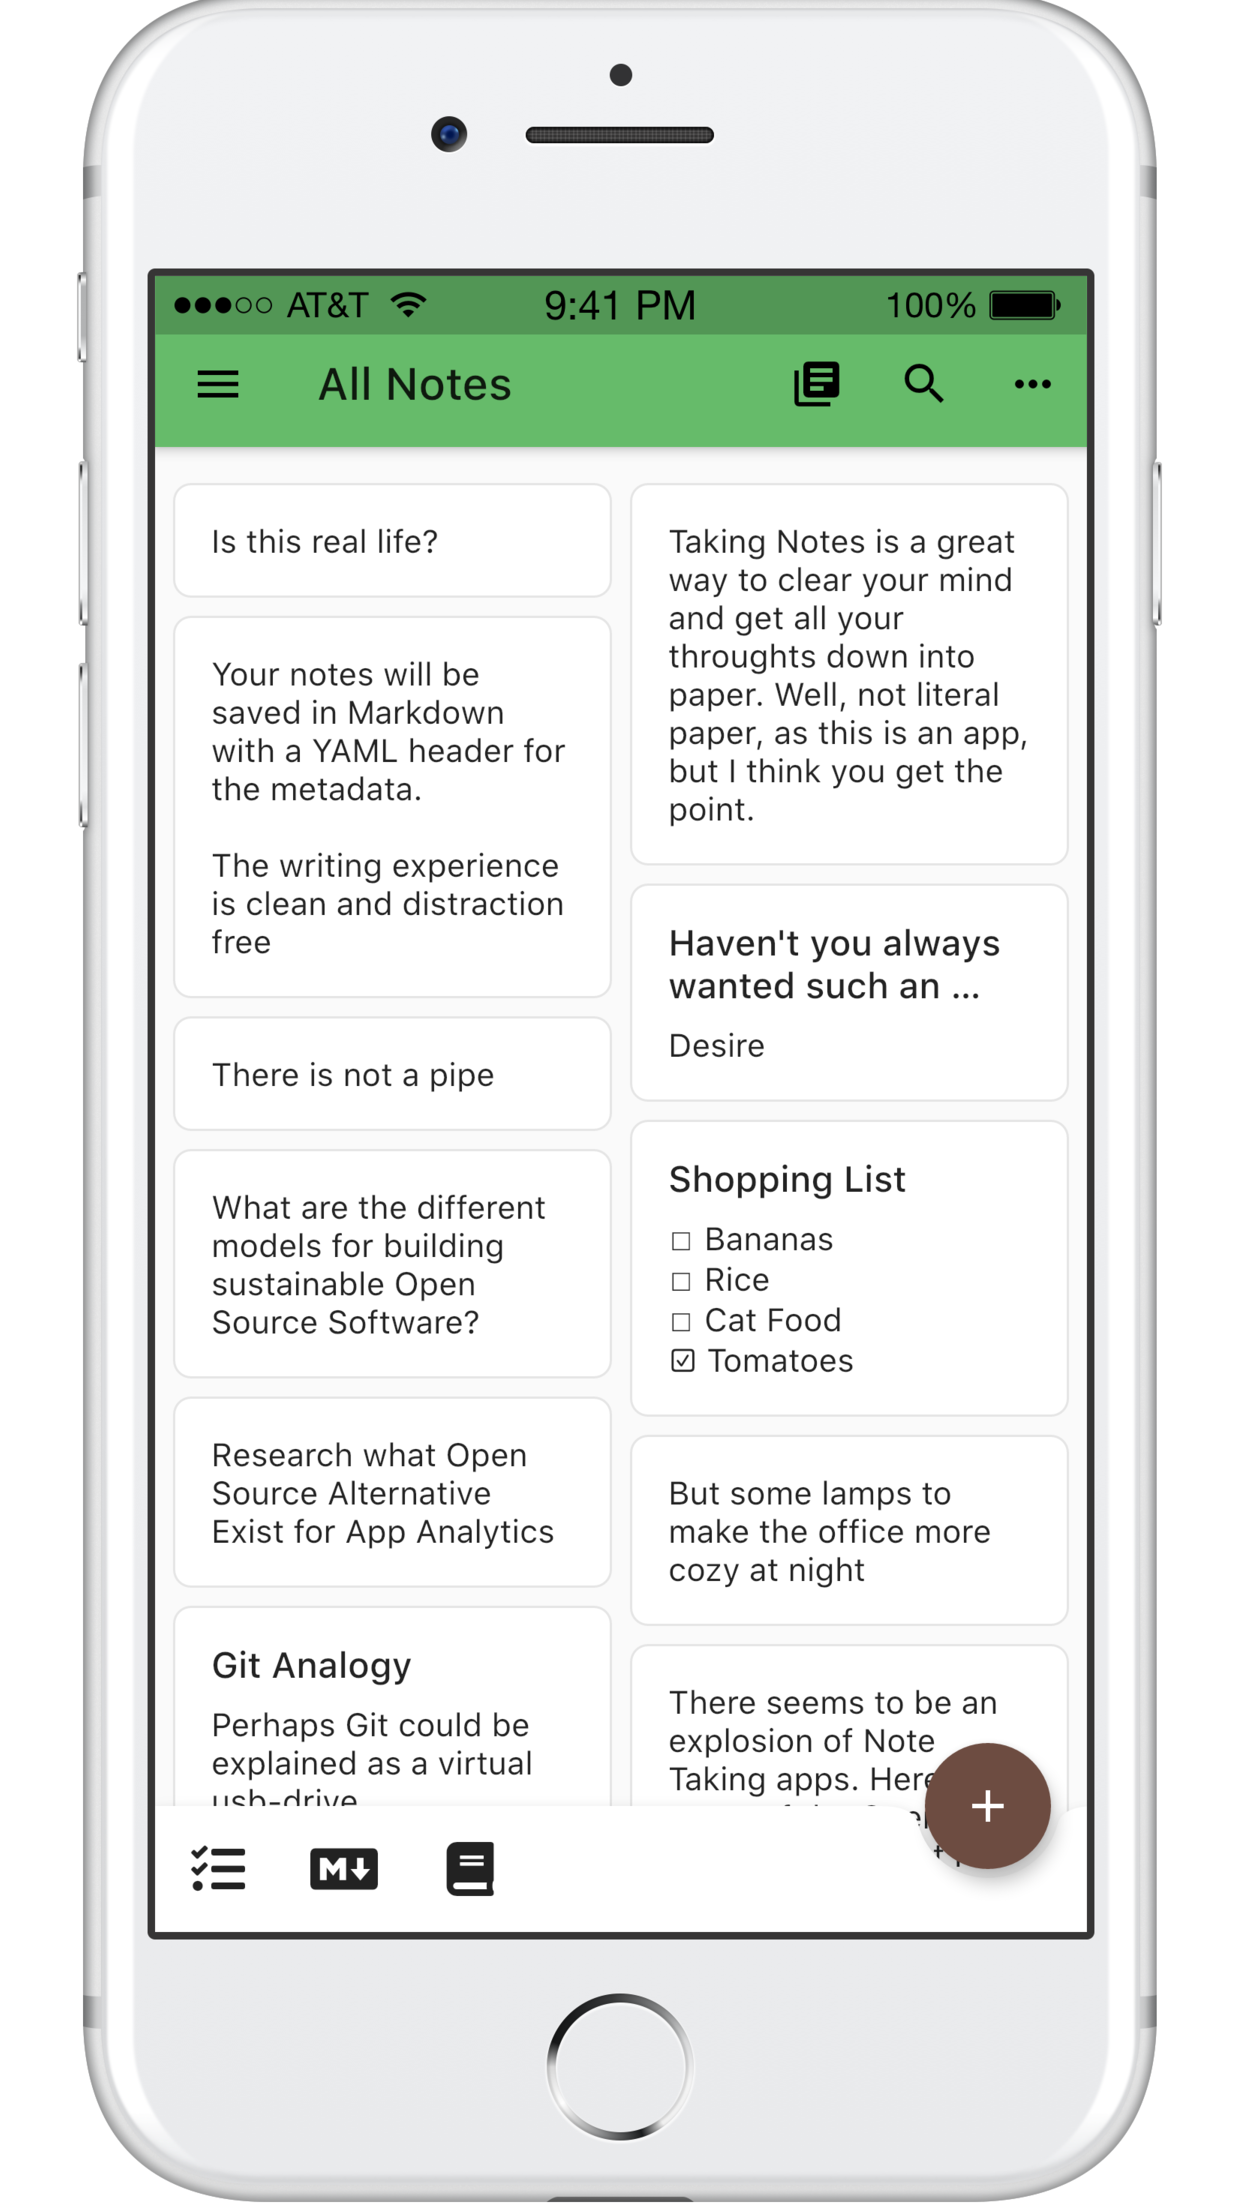 AT&T 9:41 PM 100%
All Notes
Is this real life?
Your notes will be
saved in Markdown
with a YAML header for
the metadata.
The writing experience
is clean and distraction
free
There is not a pipe
What are the different
models for building
sustainable Open
Source Software?
Research what Open
Source Alternative
Exist for App Analytics
Git Analogy
Perhaps Git could be
explained as a virtual
usb-drive
Taking Notes is a great
way to clear your mind
and get all your
throughts down into
paper. Well, not literal
paper, as this is an app,
but I think you get the
point.
Haven't you always
wanted such an ...
Desire
Shopping List
☐ Bananas
☐ Rice
☐ Cat Food
☑ Tomatoes
But some lamps to
make the office more
cozy at night
There seems to be an
explosion of Note
Taking apps. Here
M